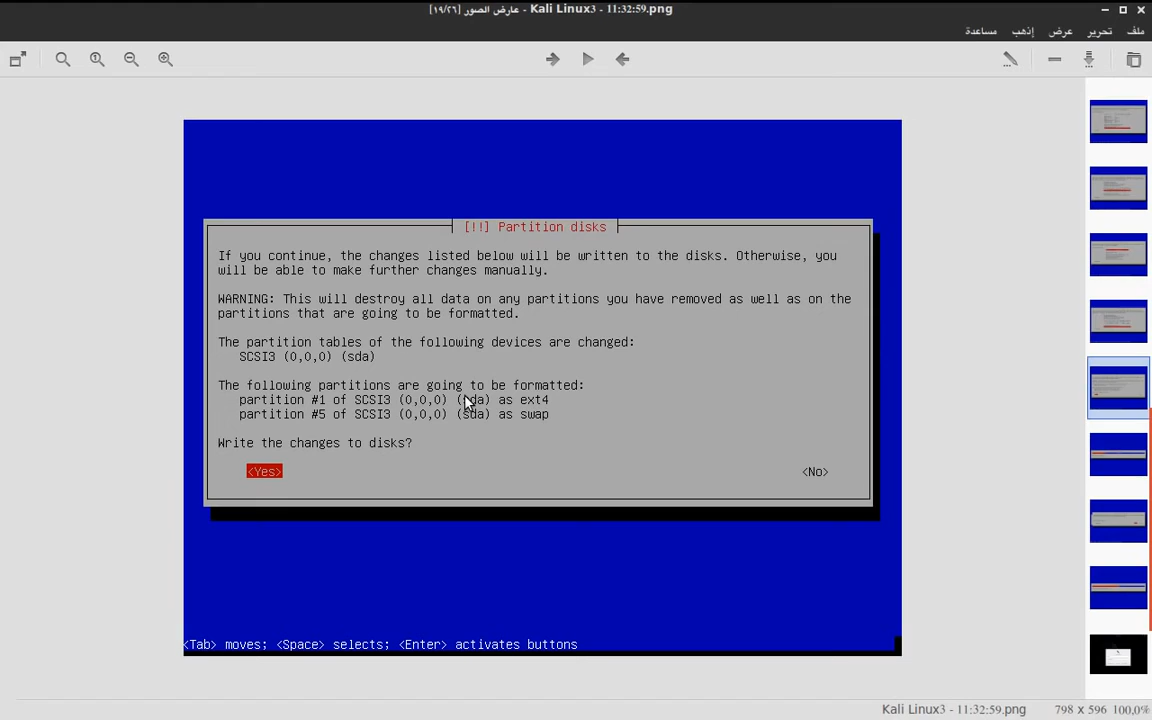 عارض الصور [١٩/٢٦] - Kali Linux3 - 11:32:59.png
ملف تحرير عرض إذهب مساعدة
[!!] Partition disks
If you continue, the changes listed below will be written to the disks. Otherwise, you
will be able to make further changes manually.
WARNING: This will destroy all data on any partitions you have removed as well as on the
partitions that are going to be formatted.
The partition tables of the following devices are changed:
SCSI3 (0,0,0) (sda)
The following partitions are going to be formatted:
partition #1 of SCSI3 (0,0,0) (sda) as ext4
partition #5 of SCSI3 (0,0,0) (sda) as swap
Write the changes to disks?
<Yes> <No>
<Tab> moves; <Space> selects; <Enter> activates buttons
Kali Linux3 - 11:32:59.png 798 x 596 100,0%